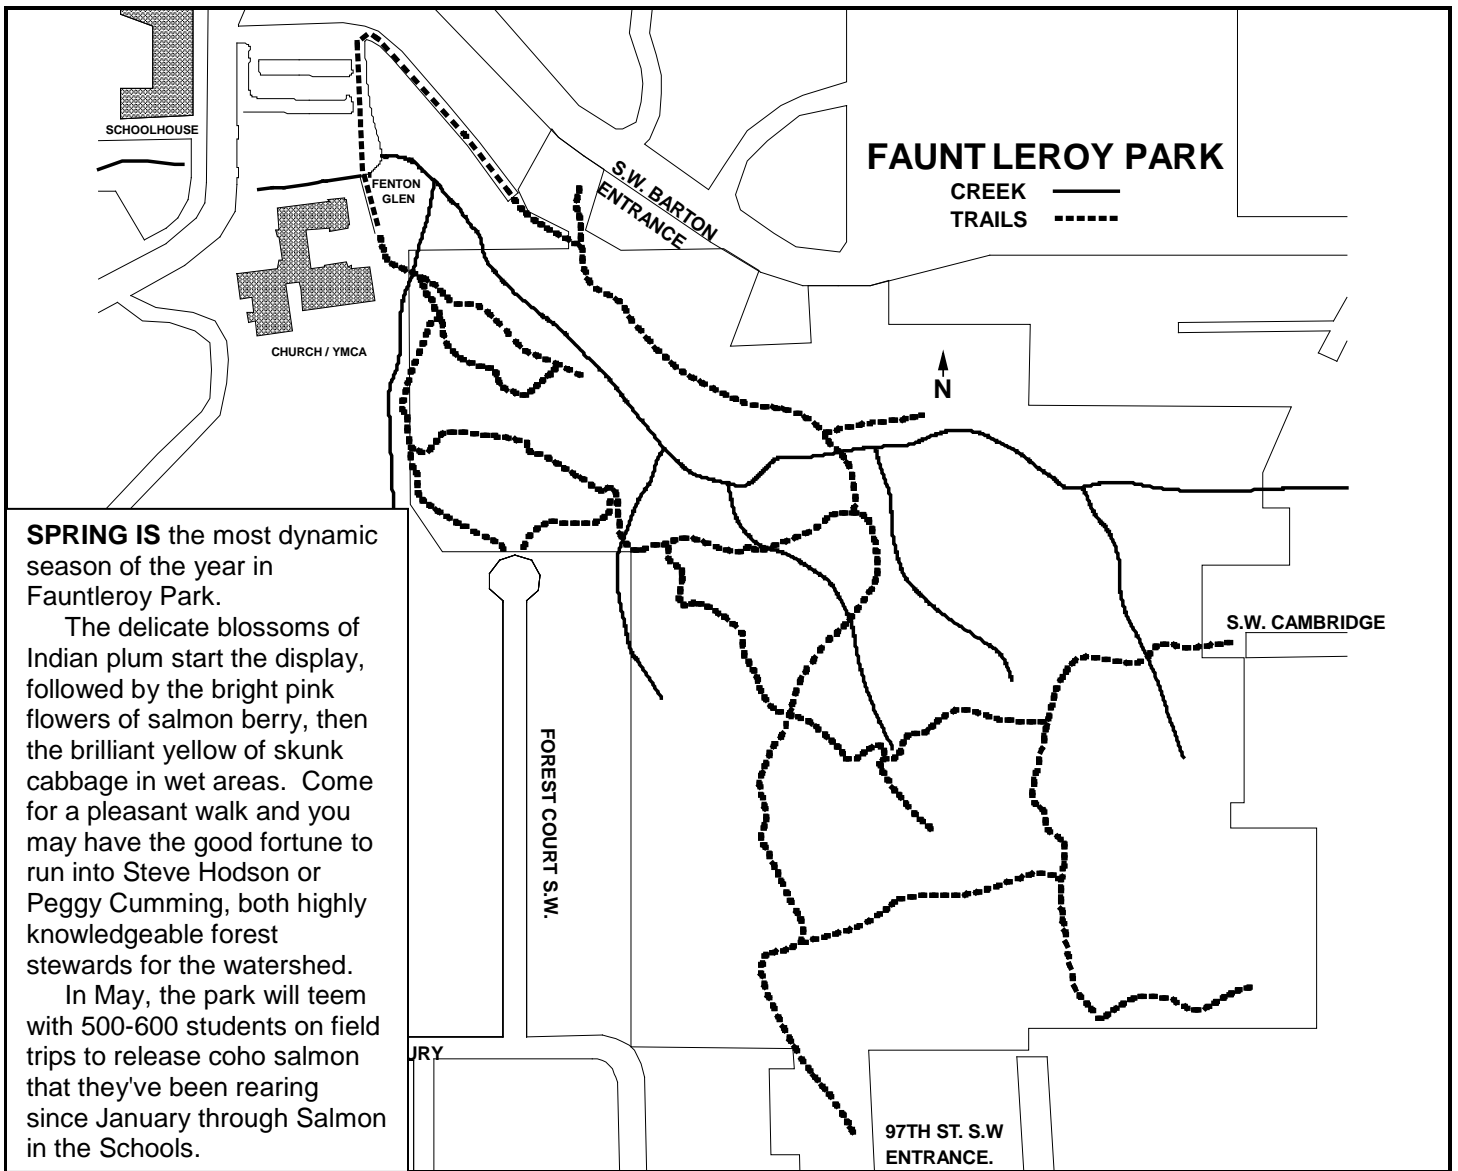 SCHOOLHOUSE
FENTON
GLEN
CHURCH / YMCA
S.W. BARTON
ENTRANCE
FAUNTLEROY PARK
CREEK
TRAILS
N
S.W. CAMBRIDGE
FOREST COURT S.W.
URY
97TH ST. S.W
ENTRANCE.
SPRING IS the most dynamic
season of the year in
Fauntleroy Park.
The delicate blossoms of
Indian plum start the display,
followed by the bright pink
flowers of salmon berry, then
the brilliant yellow of skunk
cabbage in wet areas.  Come
for a pleasant walk and you
may have the good fortune to
run into Steve Hodson or
Peggy Cumming, both highly
knowledgeable forest
stewards for the watershed.
In May, the park will teem
with 500-600 students on field
trips to release coho salmon
that they've been rearing
since January through Salmon
in the Schools.